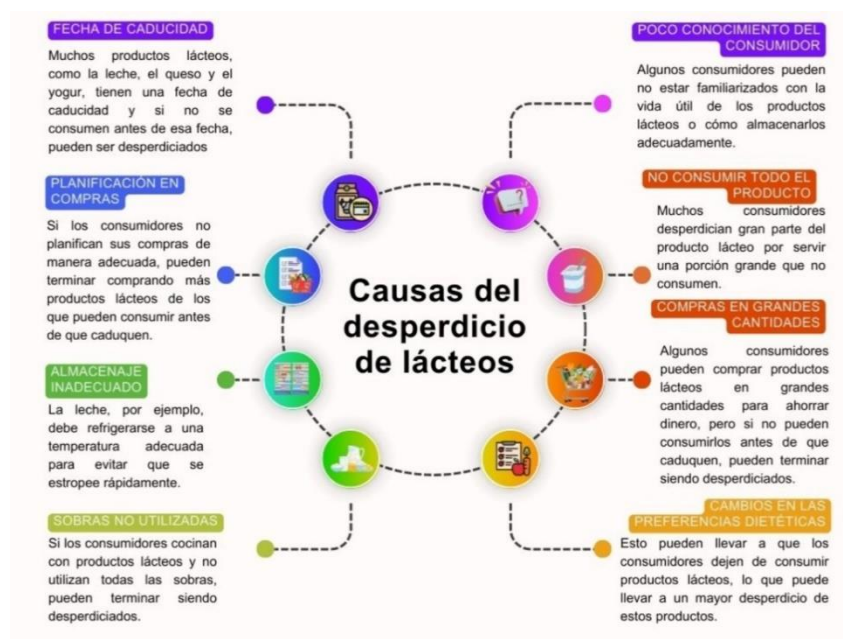 FECHA DE CADUCIDAD
Muchos productos lácteos,
como la leche, el queso y el
yogur, tienen una fecha de
caducidad y si no se
consumen antes de esa fecha,
pueden ser desperdiciados
PLANIFICACIÓN EN
COMPRAS
Si los consumidores no
planifican sus compras de
manera adecuada, pueden
terminar comprando más
productos lácteos de los
que pueden consumir antes
de que caduquen.
ALMACENAJE
INADECUADO
La leche, por ejemplo,
debe refrigerarse a una
temperatura adecuada
para evitar que se
estropee rápidamente.
SOBRAS NO UTILIZADAS
Si los consumidores cocinan
con productos lácteos y no
utilizan todas las sobras,
pueden terminar siendo
desperdiciados.
Causas del
desperdicio
de lácteos
POCO CONOCIMIENTO DEL
CONSUMIDOR
Algunos consumidores pueden
no estar familiarizados con la
vida útil de los productos
lácteos o cómo almacenarlos
adecuadamente.
NO CONSUMIR TODO EL
PRODUCTO
Muchos consumidores
desperdician gran parte del
producto lácteo por servir
una porción grande que no
consumen.
COMPRAS EN GRANDES
CANTIDADES
Algunos consumidores
pueden comprar productos
lácteos en grandes
cantidades para ahorrar
dinero, pero si no pueden
consumirlos antes de que
caduquen, pueden terminar
siendo desperdiciados.
CAMBIOS EN LAS
PREFERENCIAS DIETÉTICAS
Esto pueden llevar a que los
consumidores dejen de consumir
productos lácteos, lo que puede
llevar a un mayor desperdicio de
estos productos.